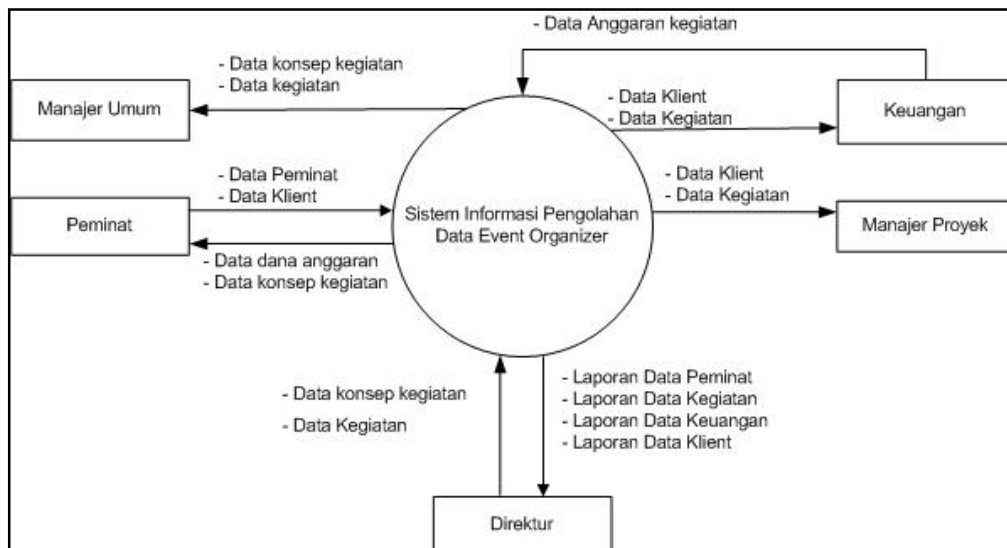 - Data Anggaran kegiatan
- Data konsep kegiatan
- Data kegiatan
Manajer Umum
- Data Klient
- Data Kegiatan
Keuangan
- Data Peminat
- Data Klient
Peminat
- Data dana anggaran
- Data konsep kegiatan
Sistem Informasi Pengolahan
Data Event Organizer
- Data Klient
- Data Kegiatan
Manajer Proyek
- Data konsep kegiatan
- Data Kegiatan
- Laporan Data Peminat
- Laporan Data Kegiatan
- Laporan Data Keuangan
- Laporan Data Klient
Direktur